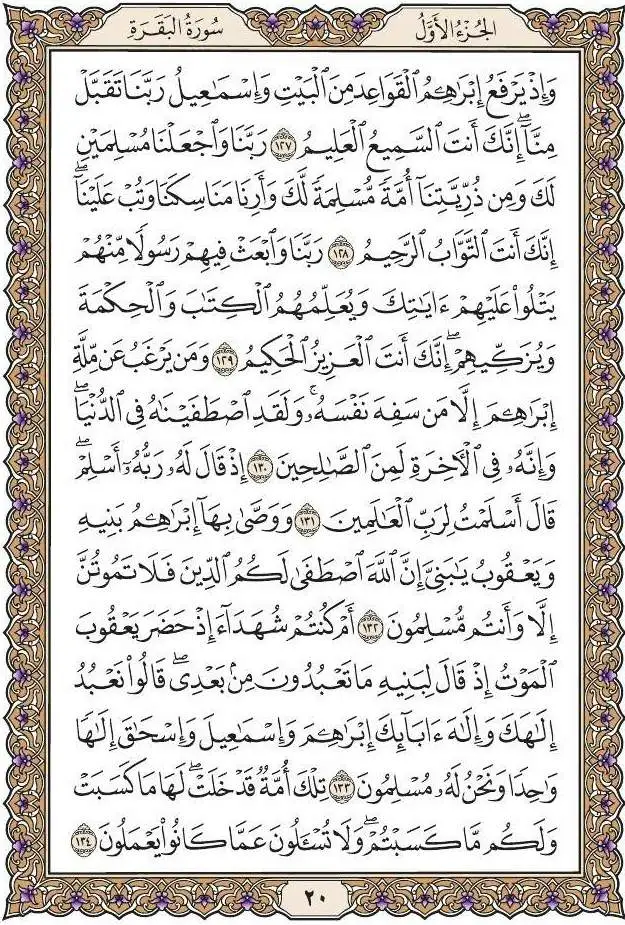 الجُزْءُ الأَوَّلُ
سُورَةُ البَقَرَةِ
وَإِذْ يَرْفَعُ إِبْرَٰهِـۧمُ ٱلْقَوَاعِدَ مِنَ ٱلْبَيْتِ وَإِسْمَٰعِيلُ رَبَّنَا تَقَبَّلْ
مِنَّآۖ إِنَّكَ أَنتَ ٱلسَّمِيعُ ٱلْعَلِيمُ ١٢٧ رَبَّنَا وَٱجْعَلْنَا مُسْلِمَيْنِ
لَكَ وَمِن ذُرِّيَّتِنَآ أُمَّةً مُّسْلِمَةً لَّكَ وَأَرِنَا مَنَاسِكَنَا وَتُبْ عَلَيْنَآۖ
إِنَّكَ أَنتَ ٱلتَّوَّابُ ٱلرَّحِيمُ ١٢٨ رَبَّنَا وَٱبْعَثْ فِيهِمْ رَسُولًا مِّنْهُمْ
يَتْلُوا۟ عَلَيْهِمْ ءَايَٰتِكَ وَيُعَلِّمُهُمُ ٱلْكِتَٰبَ وَٱلْحِكْمَةَ
وَيُزَكِّيهِمْۖ إِنَّكَ أَنتَ ٱلْعَزِيزُ ٱلْحَكِيمُ ١٢٩ وَمَن يَرْغَبُ عَن مِّلَّةِ
إِبْرَٰهِـۧمَ إِلَّا مَن سَفِهَ نَفْسَهُۥۚ وَلَقَدِ ٱصْطَفَيْنَٰهُ فِى ٱلدُّنْيَاۖ
وَإِنَّهُۥ فِى ٱلْءَاخِرَةِ لَمِنَ ٱلصَّٰلِحِينَ ١٣٠ إِذْ قَالَ لَهُۥ رَبُّهُۥٓ أَسْلِمْۖ
قَالَ أَسْلَمْتُ لِرَبِّ ٱلْعَٰلَمِينَ ١٣١ وَوَصَّىٰ بِهَآ إِبْرَٰهِـۧمُ بَنِيهِ
وَيَعْقُوبُ يَٰبَنِىَّ إِنَّ ٱللَّهَ ٱصْطَفَىٰ لَكُمُ ٱلدِّينَ فَلَا تَمُوتُنَّ
إِلَّا وَأَنتُم مُّسْلِمُونَ ١٣٢ أَمْ كُنتُمْ شُهَدَآءَ إِذْ حَضَرَ يَعْقُوبَ
ٱلْمَوْتُ إِذْ قَالَ لِبَنِيهِ مَا تَعْبُدُونَ مِنۢ بَعْدِىۖ قَالُوا۟ نَعْبُدُ
إِلَٰهَكَ وَإِلَٰهَ ءَابَآئِكَ إِبْرَٰهِـۧمَ وَإِسْمَٰعِيلَ وَإِسْحَٰقَ إِلَٰهًا
وَٰحِدًا وَنَحْنُ لَهُۥ مُسْلِمُونَ ١٣٣ تِلْكَ أُمَّةٌ قَدْ خَلَتْۖ لَهَا مَا كَسَبَتْ
وَلَكُم مَّا كَسَبْتُمْۖ وَلَا تُسْـَٔلُونَ عَمَّا كَانُوا۟ يَعْمَلُونَ ١٣٤
٢٠